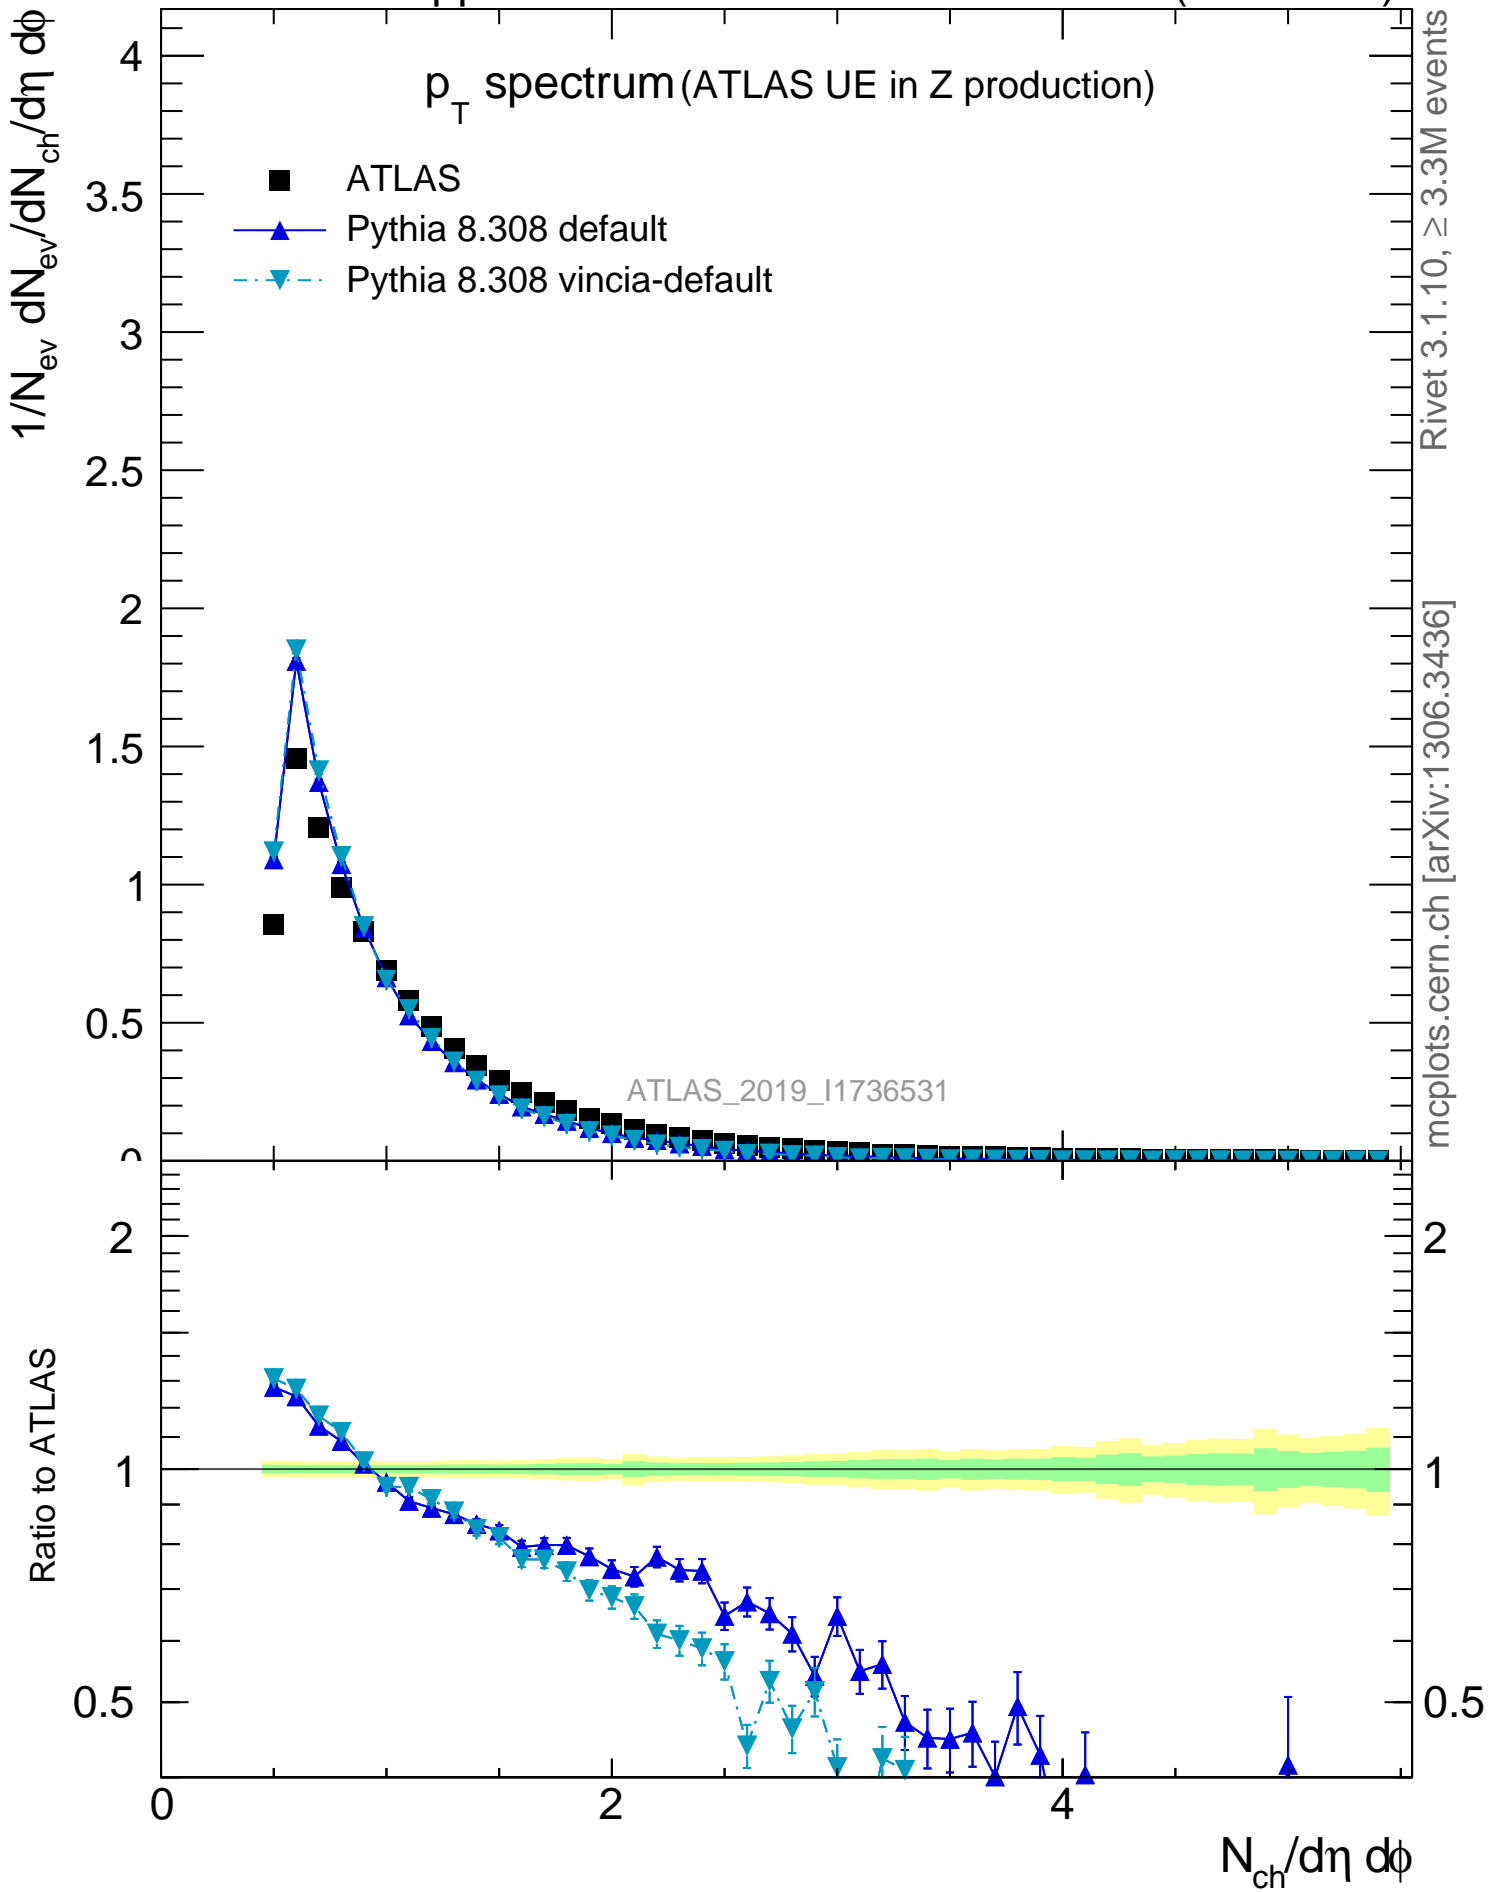 pp
1/N_ev dN_ev/dN_ch/dη dϕ
p_T spectrum (ATLAS UE in Z production)
ATLAS
Pythia 8.308 default
Pythia 8.308 vincia-default
4
3.5
3
2.5
2
1.5
1
0.5
0
ATLAS_2019_I1736531
Rivet 3.1.10, ≥ 3.3M events
mcplots.cern.ch [arXiv:1306.3436]
Ratio to ATLAS
2
1
0.5
2
1
0.5
0
2
4
N_ch/dη dϕ